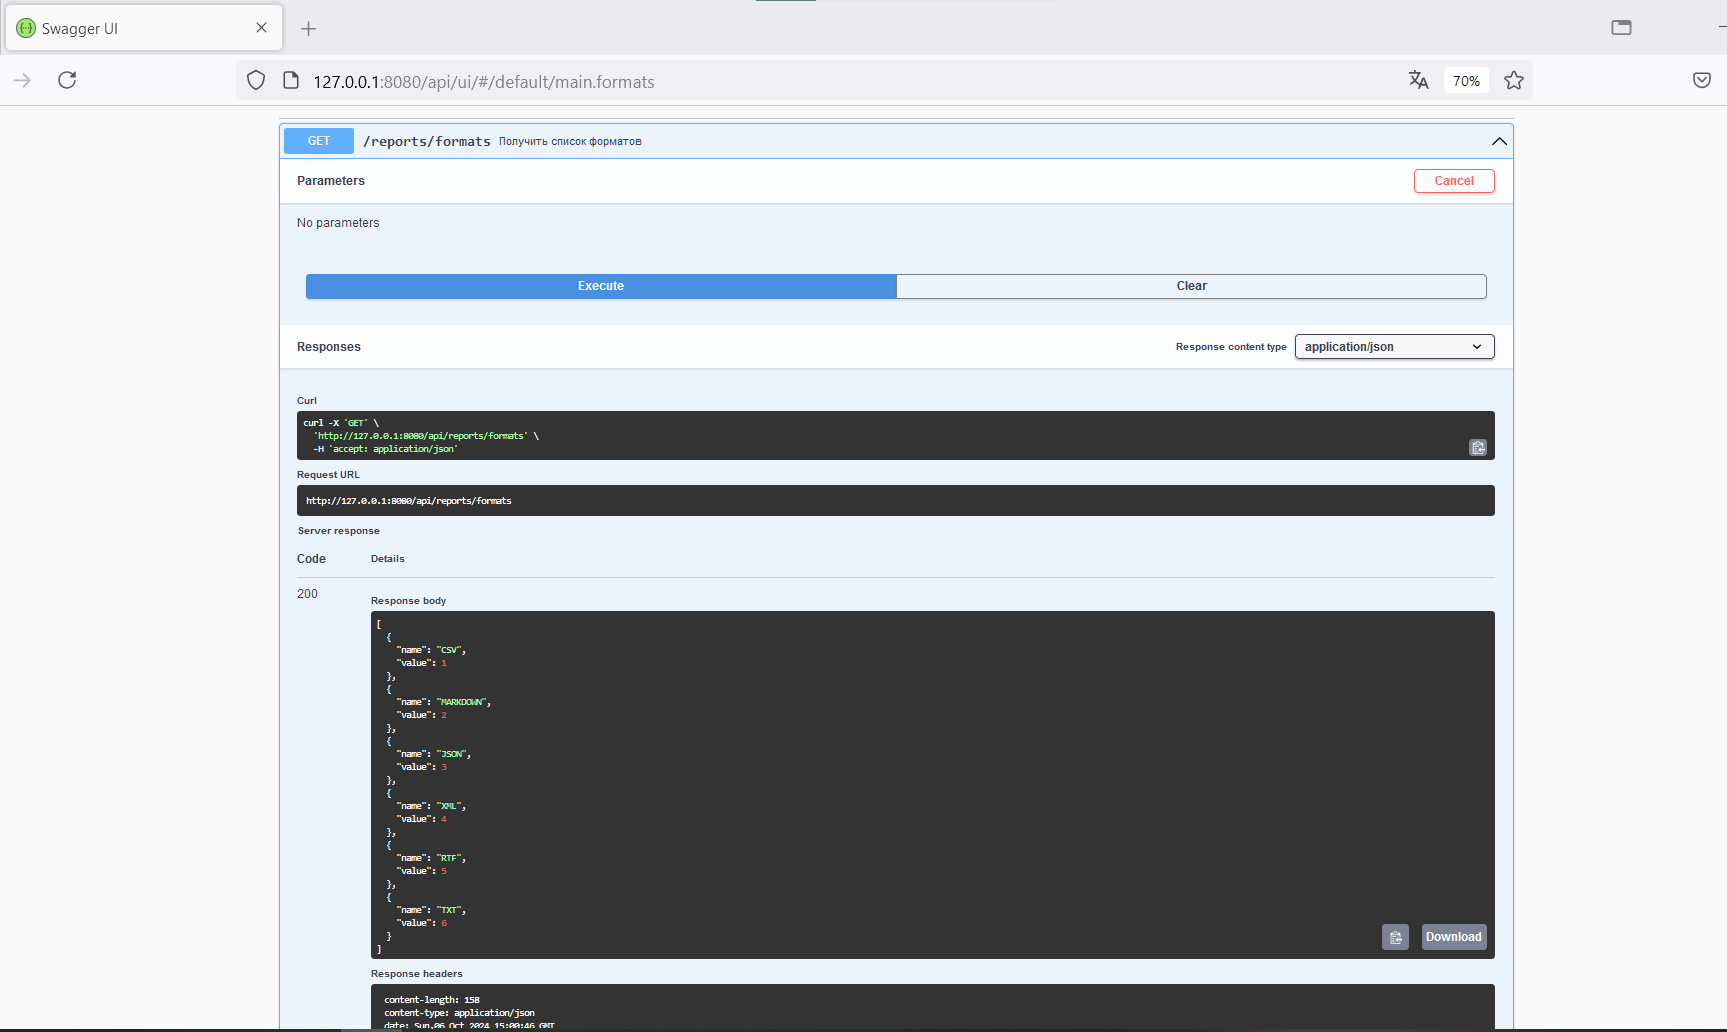 Swagger UI
127.0.0.1:8080/api/ui/#/default/main.formats
70%
GET /reports/formats Получить список форматов
Parameters
Cancel
No parameters
Execute
Clear
Responses
Response content type
application/json
Curl
curl -X 'GET' \
'http://127.0.0.1:8080/api/reports/formats' \
-H 'accept: application/json'
Request URL
http://127.0.0.1:8080/api/reports/formats
Server response
Code
Details
200
Response body
[
{
"name": "CSV",
"value": 1
},
{
"name": "MARKDOWN",
"value": 2
},
{
"name": "JSON",
"value": 3
},
{
"name": "XML",
"value": 4
},
{
"name": "RTF",
"value": 5
},
{
"name": "TXT",
"value": 6
}
]
Download
Response headers
content-length: 158
content-type: application/json
date: Sun,06 Oct 2024 15:00:46 GMT